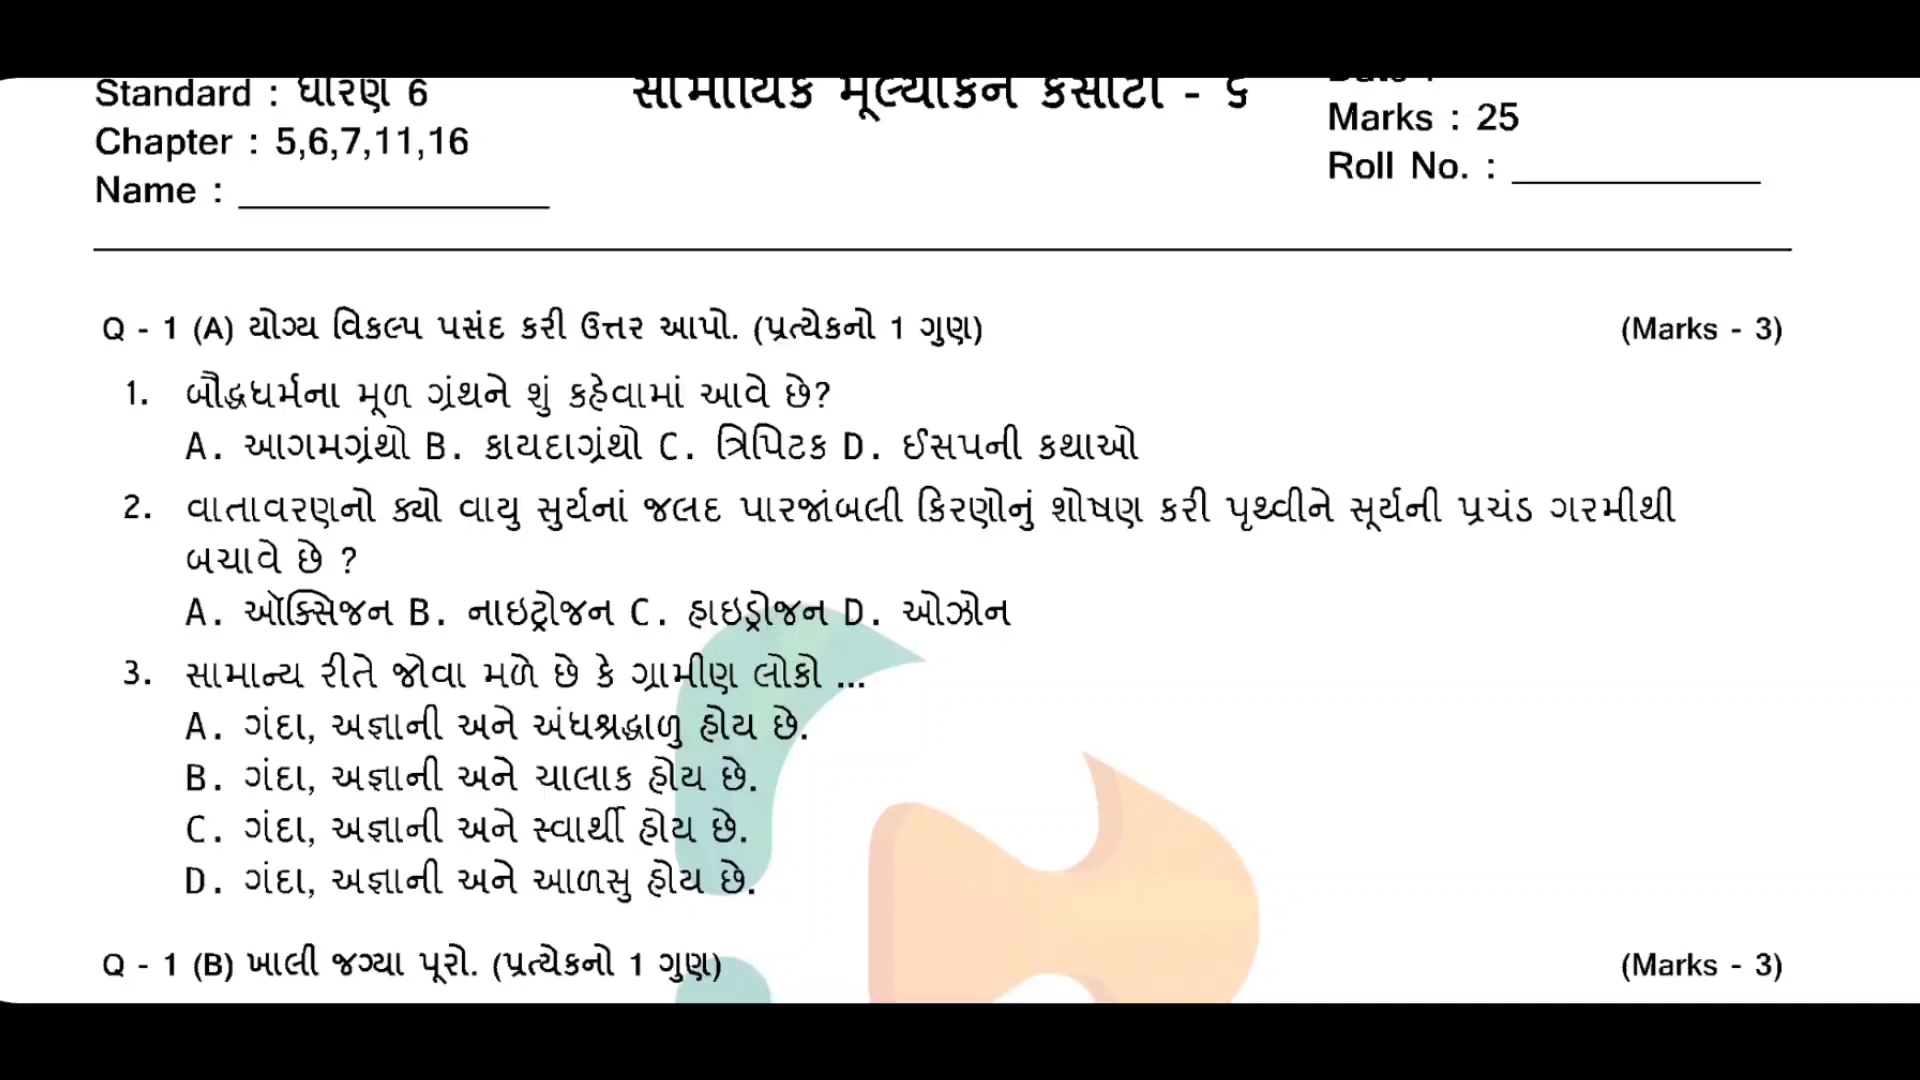 Standard : ધોરણ 6
સામાયિક મૂલ્યાંકન કસોટી - ૬
Chapter : 5,6,7,11,16
Marks : 25
Name :
Roll No. :
Q - 1 (A) યોગ્ય વિકલ્પ પસંદ કરી ઉત્તર આપો. (પ્રત્યેકનો 1 ગુણ) (Marks - 3)
1. બૌદ્ધધર્મના મૂળ ગ્રંથને શું કહેવામાં આવે છે?
A. આગમગ્રંથો B. કાયદાગ્રંથો C. ત્રિપિટક D. ઈસપની કથાઓ
2. વાતાવરણનો ક્યો વાયુ સુર્યનાં જલદ પારજાંબલી કિરણોનું શોષણ કરી પૃથ્વીને સૂર્યની પ્રચંડ ગરમીથી
બચાવે છે ?
A. ઑક્સિજન B. નાઇટ્રોજન C. હાઇડ્રોજન D. ઓઝોન
3. સામાન્ય રીતે જોવા મળે છે કે ગ્રામીણ લોકો ...
A. ગંદા, અજ્ઞાની અને અંધશ્રદ્ધાળુ હોય છે.
B. ગંદા, અજ્ઞાની અને ચાલાક હોય છે.
C. ગંદા, અજ્ઞાની અને સ્વાર્થી હોય છે.
D. ગંદા, અજ્ઞાની અને આળસુ હોય છે.
Q - 1 (B) ખાલી જગ્યા પૂરો. (પ્રત્યેકનો 1 ગુણ) (Marks - 3)